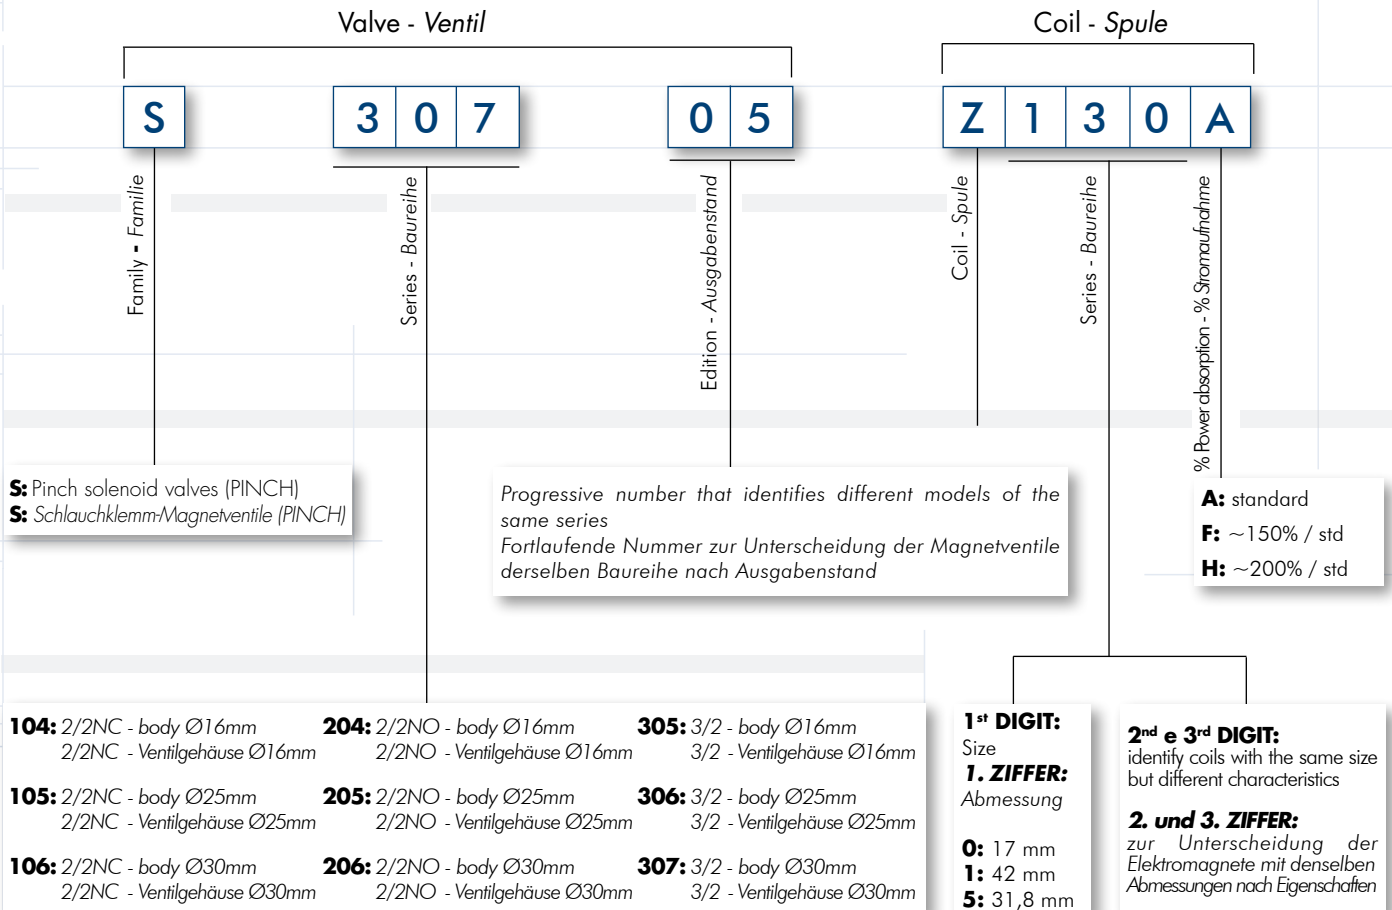 Valve - Ventil
Coil - Spule
S
3 0 7
0 5
Z 1 3 0 A
Family - Familie
Series - Baureihe
Edition - Ausgabenstand
Coil - Spule
Series - Baureihe
% Power absorption - % Stromaufnahme
S: Pinch solenoid valves (PINCH)
S: Schlauchklemm-Magnetventile (PINCH)
Progressive number that identifies different models of the
same series
Fortlaufende Nummer zur Unterscheidung der Magnetventile
derselben Baureihe nach Ausgabenstand
A: standard
F: ~150% / std
H: ~200% / std
104: 2/2NC - body Ø16mm
2/2NC - Ventilgehäuse Ø16mm
105: 2/2NC - body Ø25mm
2/2NC - Ventilgehäuse Ø25mm
106: 2/2NC - body Ø30mm
2/2NC - Ventilgehäuse Ø30mm
204: 2/2NO - body Ø16mm
2/2NO - Ventilgehäuse Ø16mm
205: 2/2NO - body Ø25mm
2/2NO - Ventilgehäuse Ø25mm
206: 2/2NO - body Ø30mm
2/2NO - Ventilgehäuse Ø30mm
305: 3/2 - body Ø16mm
3/2 - Ventilgehäuse Ø16mm
306: 3/2 - body Ø25mm
3/2 - Ventilgehäuse Ø25mm
307: 3/2 - body Ø30mm
3/2 - Ventilgehäuse Ø30mm
1st DIGIT:
Size
1. ZIFFER:
Abmessung
0: 17 mm
1: 42 mm
5: 31,8 mm
2nd e 3rd DIGIT:
identify coils with the same size
but different characteristics
2. und 3. ZIFFER:
zur Unterscheidung der
Elektromagnete mit denselben
Abmessungen nach Eigenschaften